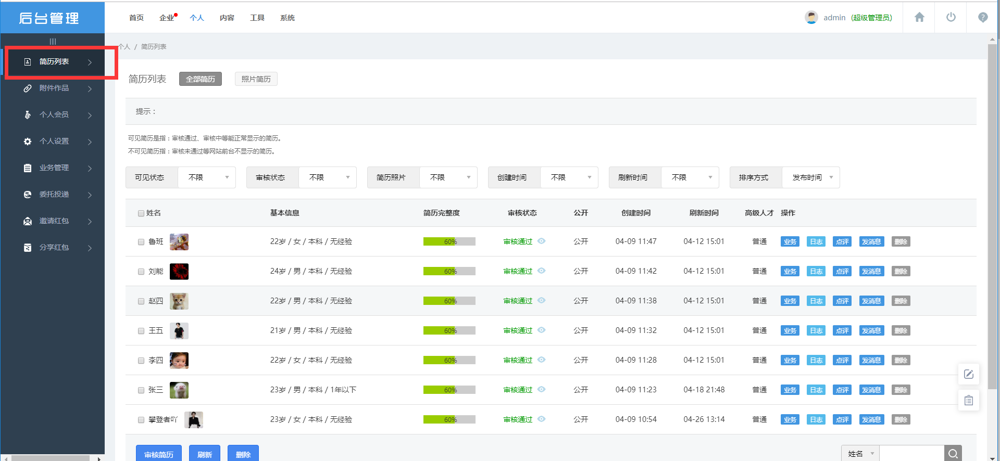 后台管理
首页 企业 个人 内容 工具 系统
admin (超级管理员)
|||
简历列表
附件作品
个人会员
个人设置
业务管理
委托投递
邀请红包
分享红包
个人 / 简历列表
简历列表 全部简历 照片简历
提示：
可见简历是指：审核通过、审核中等能正常显示的简历。
不可见简历指：审核未通过等网站前台不显示的简历。
可见状态 不限 审核状态 不限 简历照片 不限 创建时间 不限 刷新时间 不限 排序方式 发布时间
姓名 基本信息 简历完整度 审核状态 公开 创建时间 刷新时间 高级人才 操作
鲁班 22岁 / 女 / 本科 / 无经验 60% 审核通过 公开 04-09 11:47 04-12 15:01 普通 业务 日志 点评 发消息 删除
刘能 24岁 / 男 / 本科 / 无经验 60% 审核通过 公开 04-09 11:42 04-12 15:01 普通 业务 日志 点评 发消息 删除
赵四 22岁 / 男 / 本科 / 无经验 60% 审核通过 公开 04-09 11:38 04-12 15:01 普通 业务 日志 点评 发消息 删除
王五 21岁 / 男 / 本科 / 无经验 60% 审核通过 公开 04-09 11:32 04-12 15:01 普通 业务 日志 点评 发消息 删除
李四 22岁 / 女 / 本科 / 无经验 60% 审核通过 公开 04-09 11:28 04-12 15:01 普通 业务 日志 点评 发消息 删除
张三 23岁 / 男 / 本科 / 1年以下 60% 审核通过 公开 04-09 11:23 04-18 21:48 普通 业务 日志 点评 发消息 删除
攀登者吖 23岁 / 女 / 本科 / 无经验 60% 审核通过 公开 04-09 10:54 04-26 13:14 普通 业务 日志 点评 发消息 删除
审核简历 刷新 删除 姓名